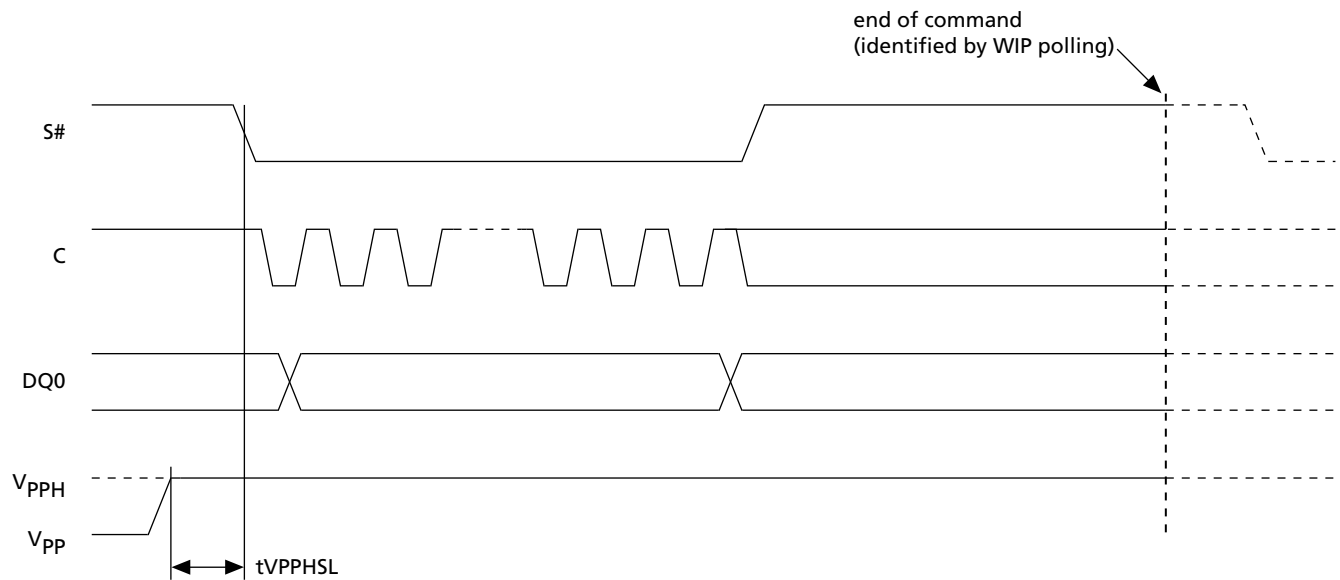 end of command
(identified by WIP polling)
S#
C
DQ0
VPPH
VPP
tVPPHSL